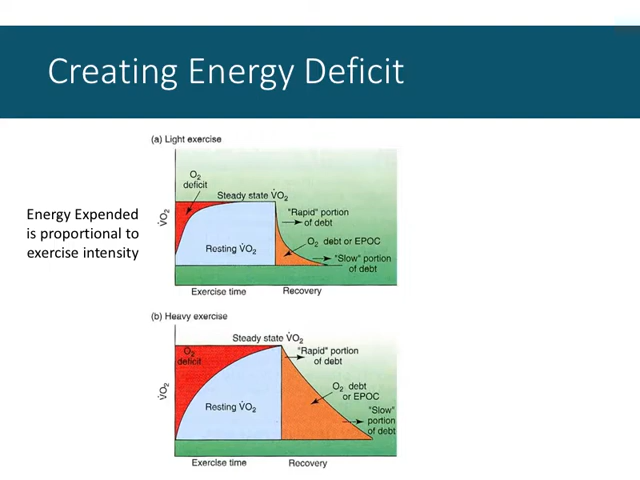 Creating Energy Deficit
Energy Expended
is proportional to
exercise intensity
(a) Light exercise
O2
deficit
Steady state V̇O2
"Rapid" portion
of debt
V̇O2
Resting V̇O2
O2 debt or EPOC
"Slow" portion
of debt
Exercise time
Recovery
(b) Heavy exercise
Steady state V̇O2
O2
deficit
"Rapid" portion
of debt
V̇O2
O2 debt
or EPOC
Resting V̇O2
"Slow"
portion
of debt
Exercise time
Recovery